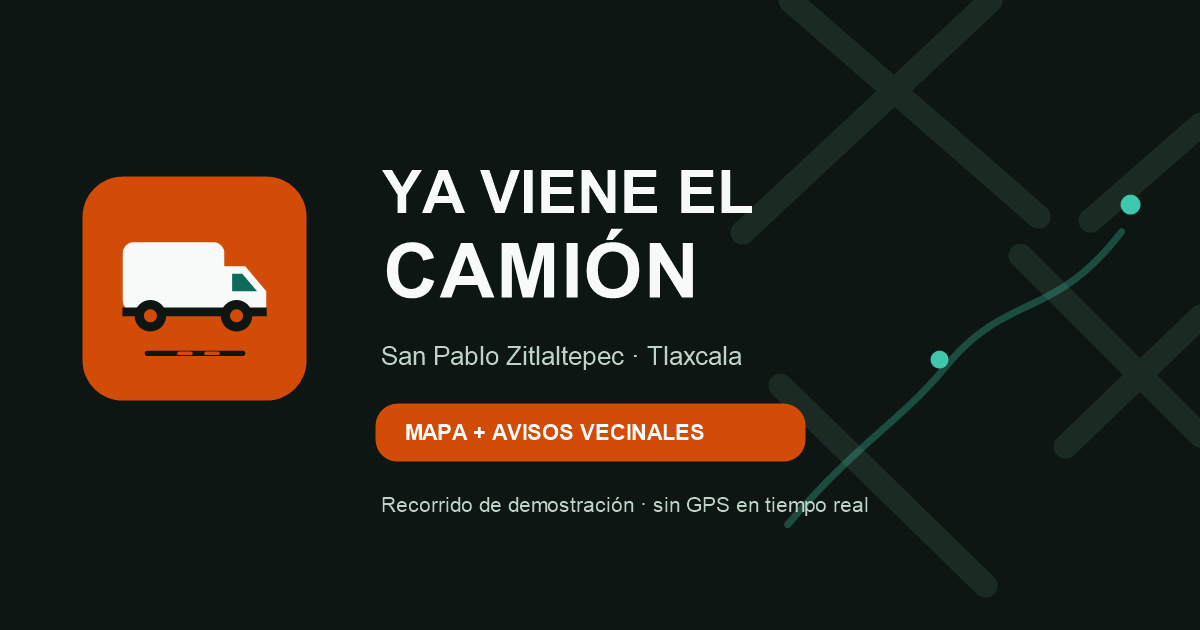 YA VIENE EL
CAMIÓN
San Pablo Zitlaltepec · Tlaxcala
MAPA + AVISOS VECINALES
Recorrido de demostración · sin GPS en tiempo real